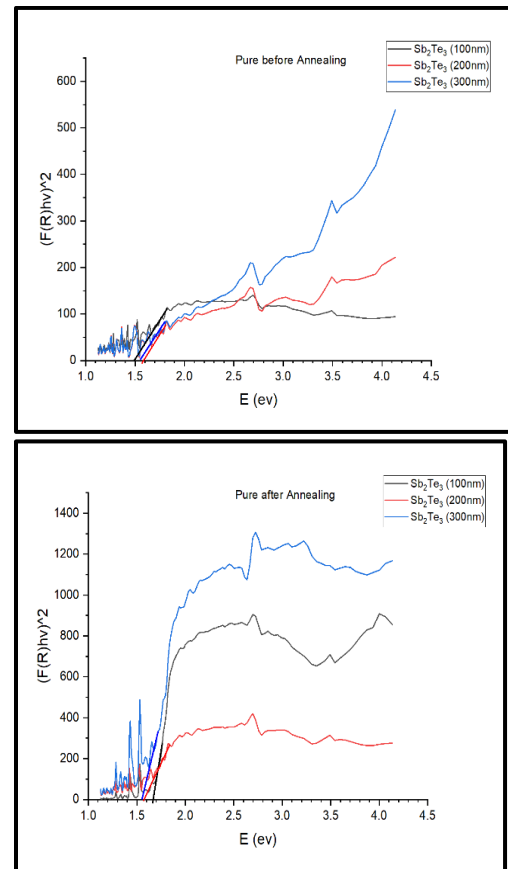 Pure before Annealing
Sb₂Te₃ (100nm)
Sb₂Te₃ (200nm)
Sb₂Te₃ (300nm)
(F(R)hv)^2
600
500
400
300
200
100
0
1.0 1.5 2.0 2.5 3.0 3.5 4.0 4.5
E (ev)
Pure after Annealing
Sb₂Te₃ (100nm)
Sb₂Te₃ (200nm)
Sb₂Te₃ (300nm)
(F(R)hv)^2
1400
1200
1000
800
600
400
200
0
1.0 1.5 2.0 2.5 3.0 3.5 4.0 4.5
E (ev)